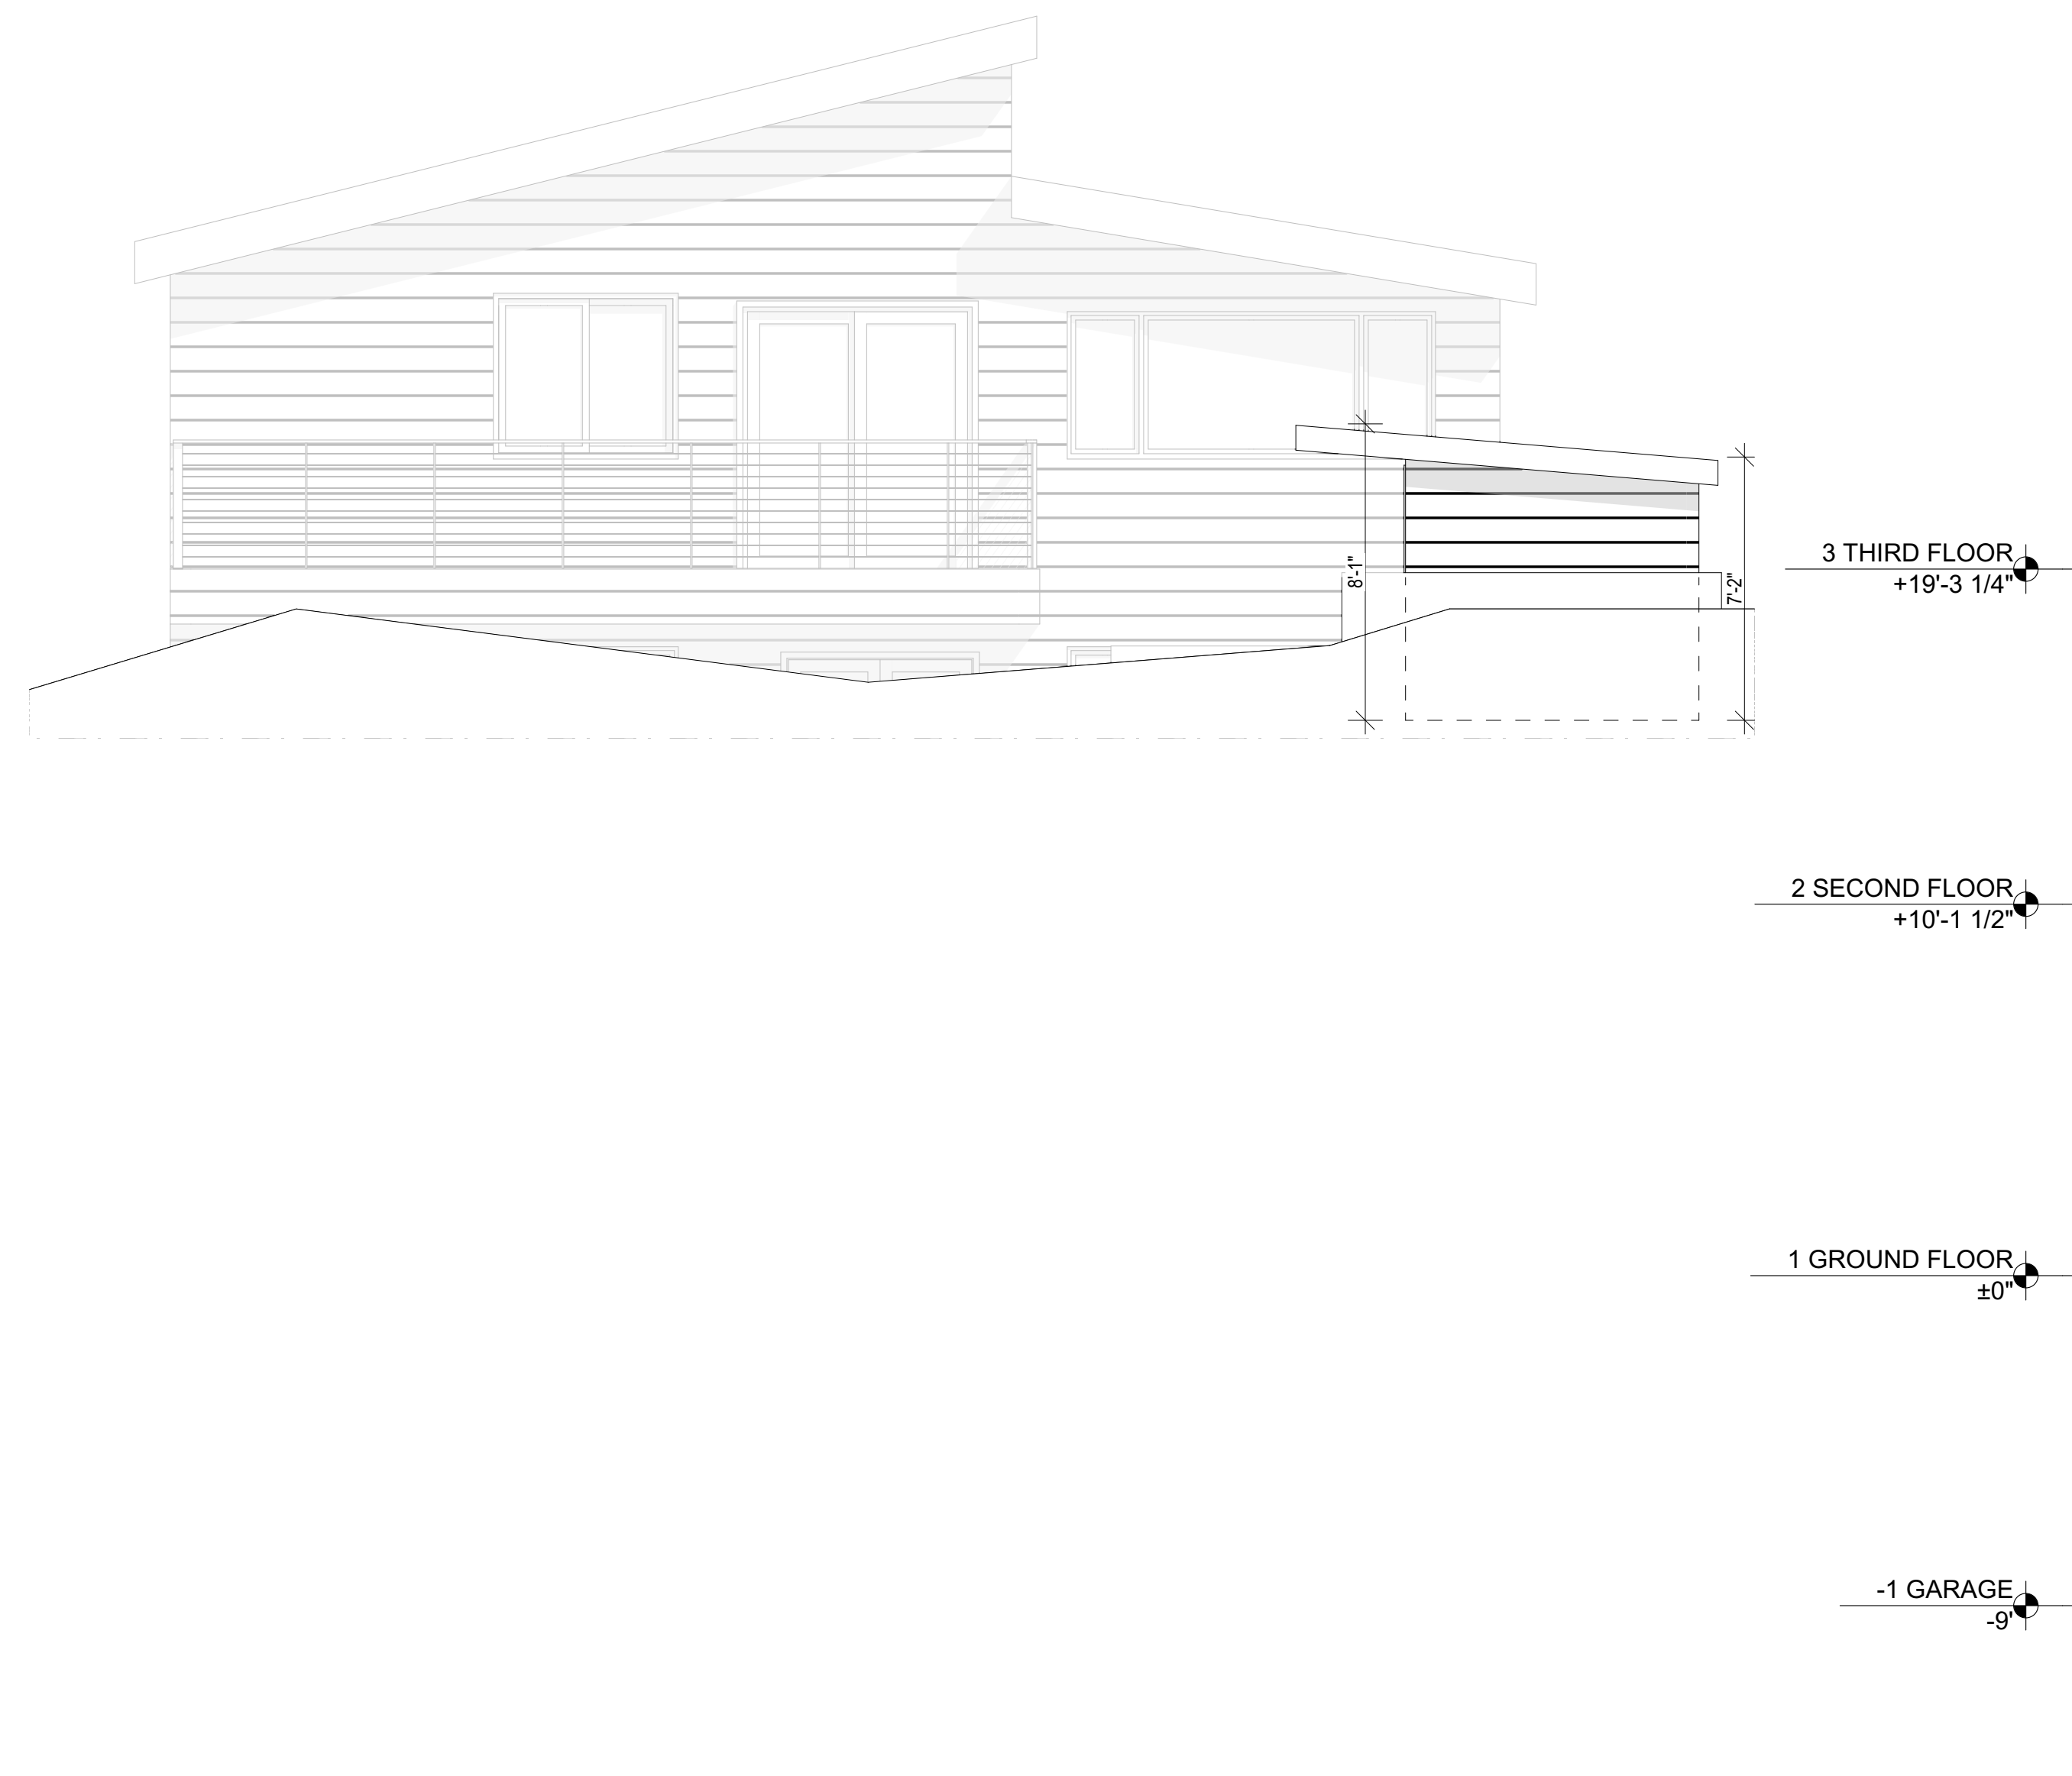 8'-1"
7'-2"
3 THIRD FLOOR
+19'-3 1/4"
2 SECOND FLOOR
+10'-1 1/2"
1 GROUND FLOOR
±0"
-1 GARAGE
-9'